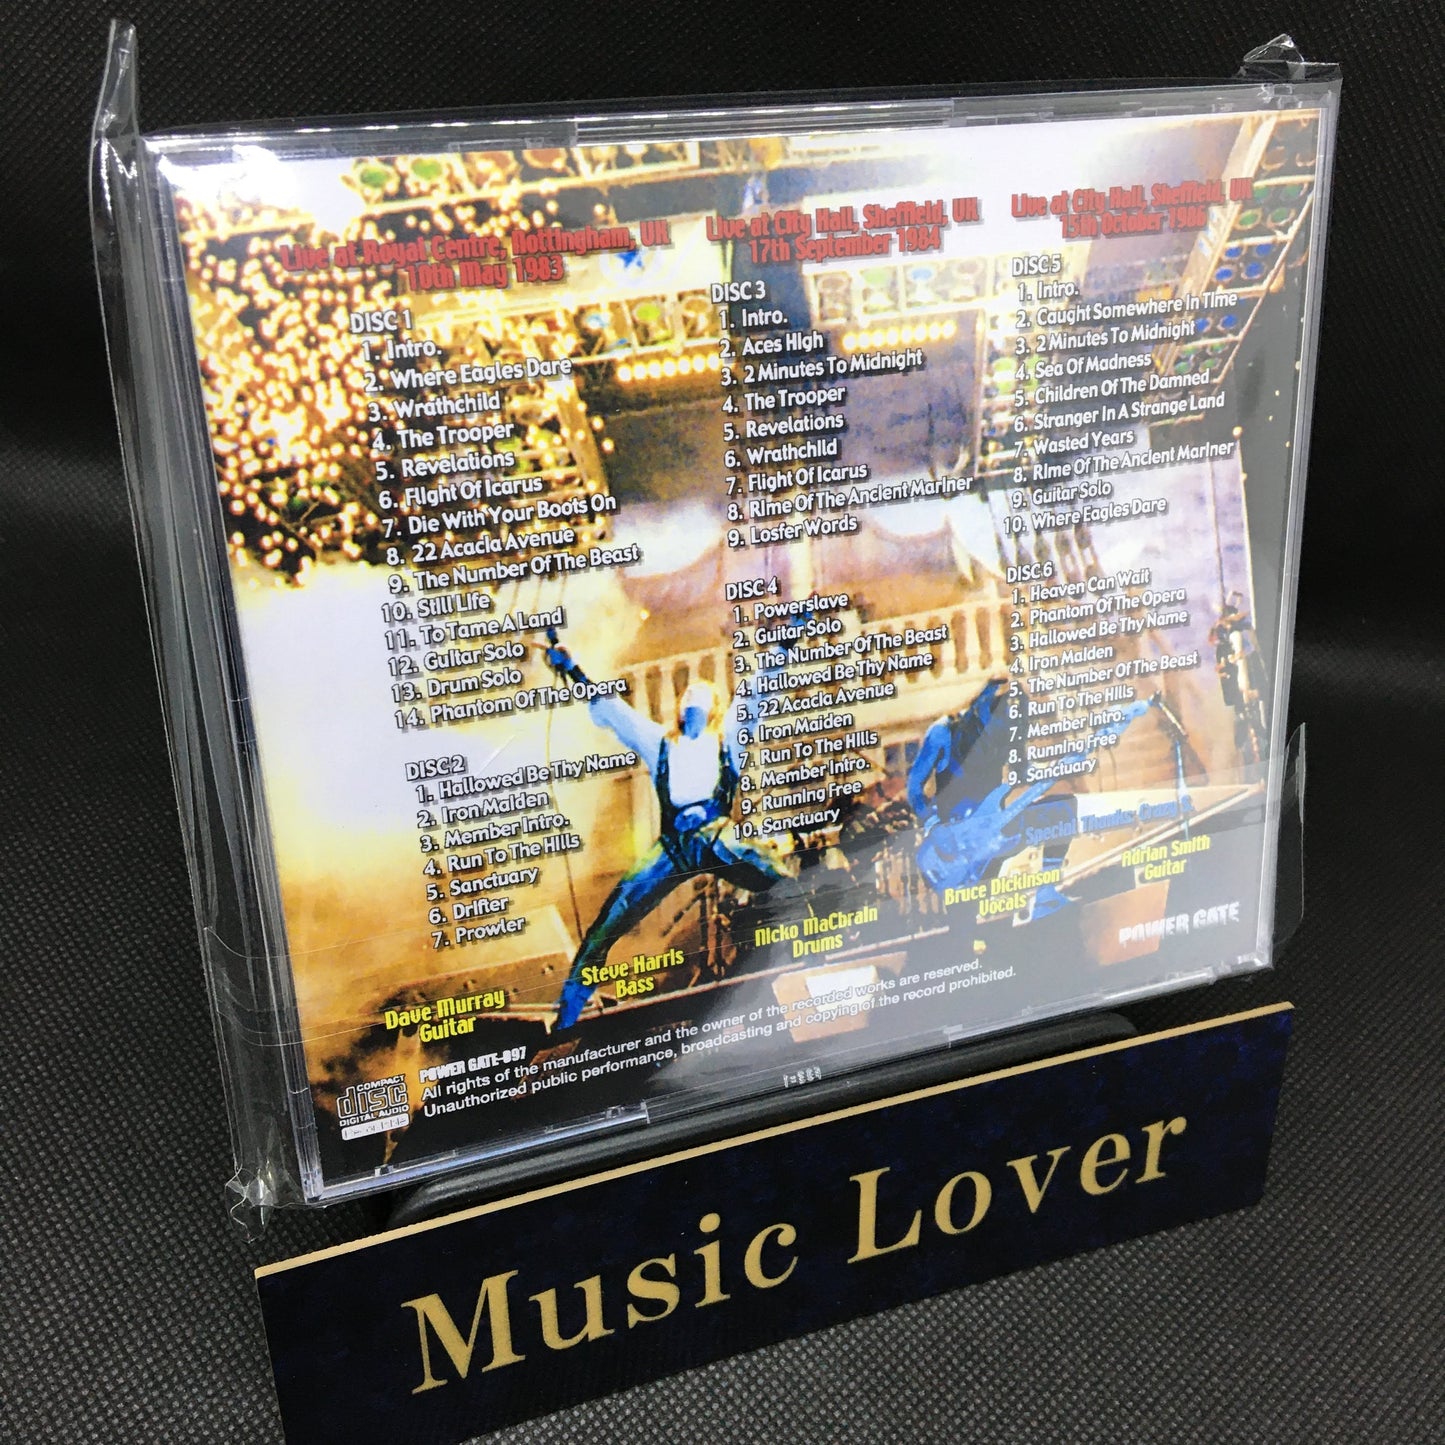 Live at Royal Centre, Nottingham, UK
10th May 1983
DISC 1
1. Intro.
2. Where Eagles Dare
3. Wrathchild
4. The Trooper
5. Revelations
6. Flight Of Icarus
7. Die With Your Boots On
8. 22 Acacia Avenue
9. The Number Of The Beast
10. Still Life
11. To Tame A Land
12. Guitar Solo
13. Drum Solo
14. Phantom Of The Opera
DISC 2
1. Hallowed Be Thy Name
2. Iron Maiden
3. Member Intro.
4. Run To The Hills
5. Sanctuary
6. Drifter
7. Prowler
Live at City Hall, Sheffield, UK
17th September 1984
DISC 3
1. Intro.
2. Aces High
3. 2 Minutes To Midnight
4. The Trooper
5. Revelations
6. Wrathchild
7. Flight Of Icarus
8. Rime Of The Ancient Mariner
9. Losfer Words
DISC 4
1. Powerslave
2. Guitar Solo
3. The Number Of The Beast
4. Hallowed Be Thy Name
5. 22 Acacia Avenue
6. Iron Maiden
7. Run To The Hills
8. Member Intro.
9. Running Free
10. Sanctuary
Live at City Hall, Sheffield, UK
15th October 1986
DISC 5
1. Intro.
2. Caught Somewhere In Time
3. 2 Minutes To Midnight
4. Sea Of Madness
5. Children Of The Damned
6. Stranger In A Strange Land
7. Wasted Years
8. Rime Of The Ancient Mariner
9. Guitar Solo
10. Where Eagles Dare
DISC 6
1. Heaven Can Wait
2. Phantom Of The Opera
3. Hallowed Be Thy Name
4. Iron Maiden
5. The Number Of The Beast
6. Run To The Hills
7. Member Intro.
8. Running Free
9. Sanctuary
Special Thanks: Crazy
Dave Murray
Guitar
Steve Harris
Bass
Nicko MaCbrain
Drums
Bruce Dickinson
Vocals
Adrian Smith
Guitar
POWER GATE
COMPACT
disc
DIGITAL AUDIO
POWER GATE-097
All rights of the manufacturer and the owner of the recorded works are reserved.
Unauthorized public performance, broadcasting and copying of the record prohibited.
Music Lover